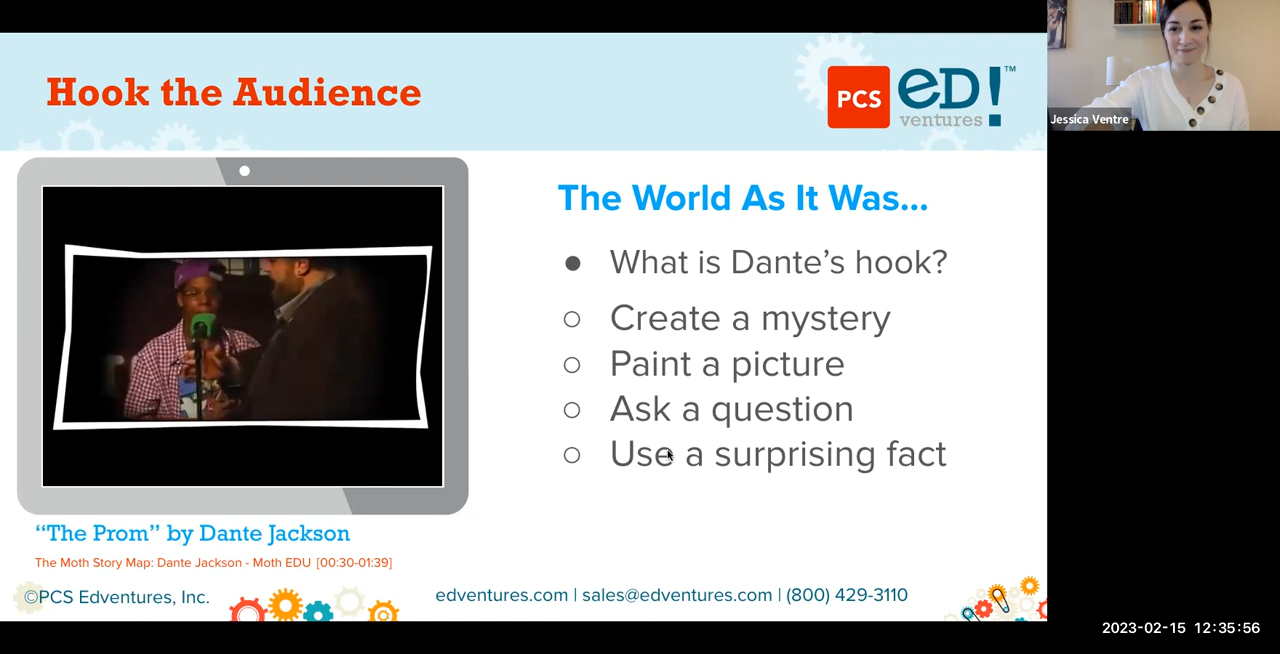 Hook the Audience
PCS
ED!™
ventures
Jessica Ventre
The World As It Was...
● What is Dante’s hook?
○ Create a mystery
○ Paint a picture
○ Ask a question
○ Use a surprising fact
“The Prom” by Dante Jackson
The Moth Story Map: Dante Jackson - Moth EDU [00:30-01:39]
©PCS Edventures, Inc.
edventures.com | sales@edventures.com | (800) 429-3110
2023-02-15 12:35:56